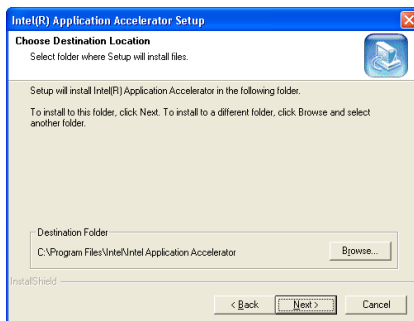 Intel(R) Application Accelerator Setup
Choose Destination Location
Select folder where Setup will install files.
Setup will install Intel(R) Application Accelerator in the following folder.
To install to this folder, click Next. To install to a different folder, click Browse and select
another folder.
Destination Folder
C:\Program Files\Intel\Intel Application Accelerator
Browse...
InstallShield
< Back
Next >
Cancel